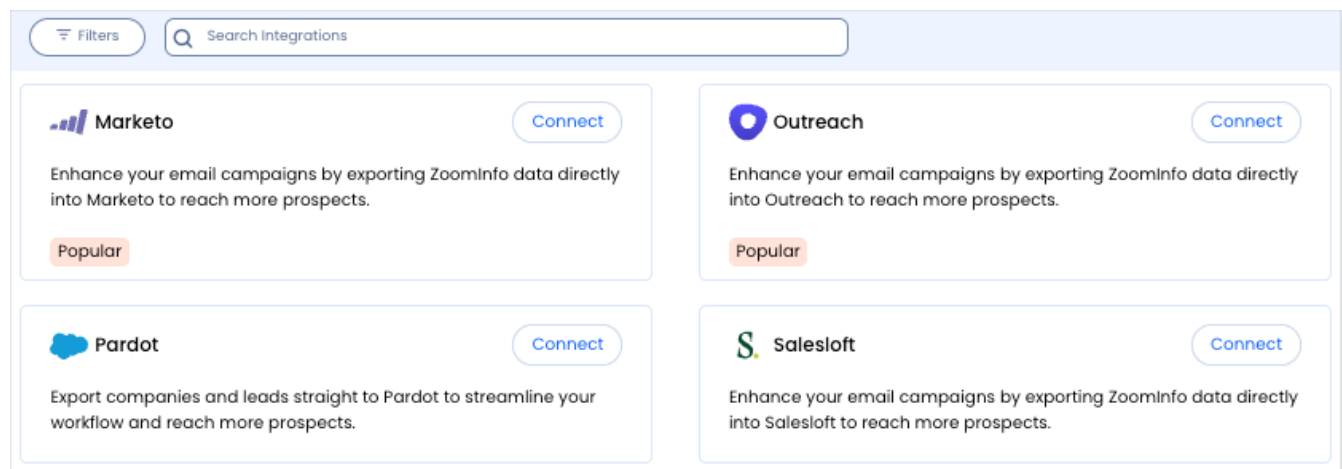 Filters
Search Integrations
Marketo
Connect
Enhance your email campaigns by exporting ZoomInfo data directly
into Marketo to reach more prospects.
Popular
Outreach
Connect
Enhance your email campaigns by exporting ZoomInfo data directly
into Outreach to reach more prospects.
Popular
Pardot
Connect
Export companies and leads straight to Pardot to streamline your
workflow and reach more prospects.
S. Salesloft
Connect
Enhance your email campaigns by exporting ZoomInfo data directly
into Salesloft to reach more prospects.